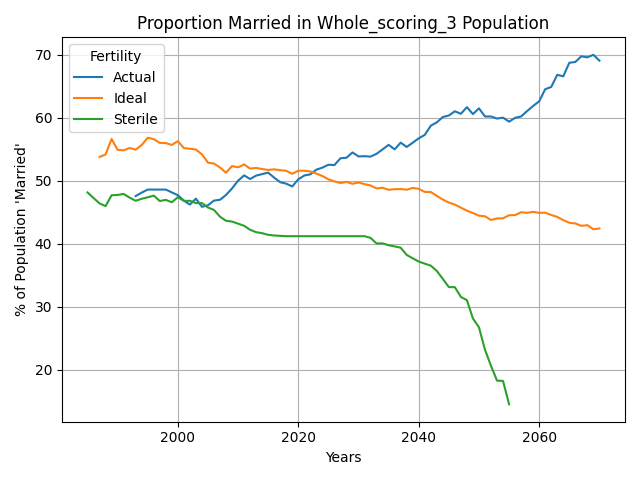 Proportion Married in Whole_scoring_3 Population
Fertility
Actual
Ideal
Sterile
% of Population 'Married'
70
60
50
40
30
20
2000
2020
2040
2060
Years